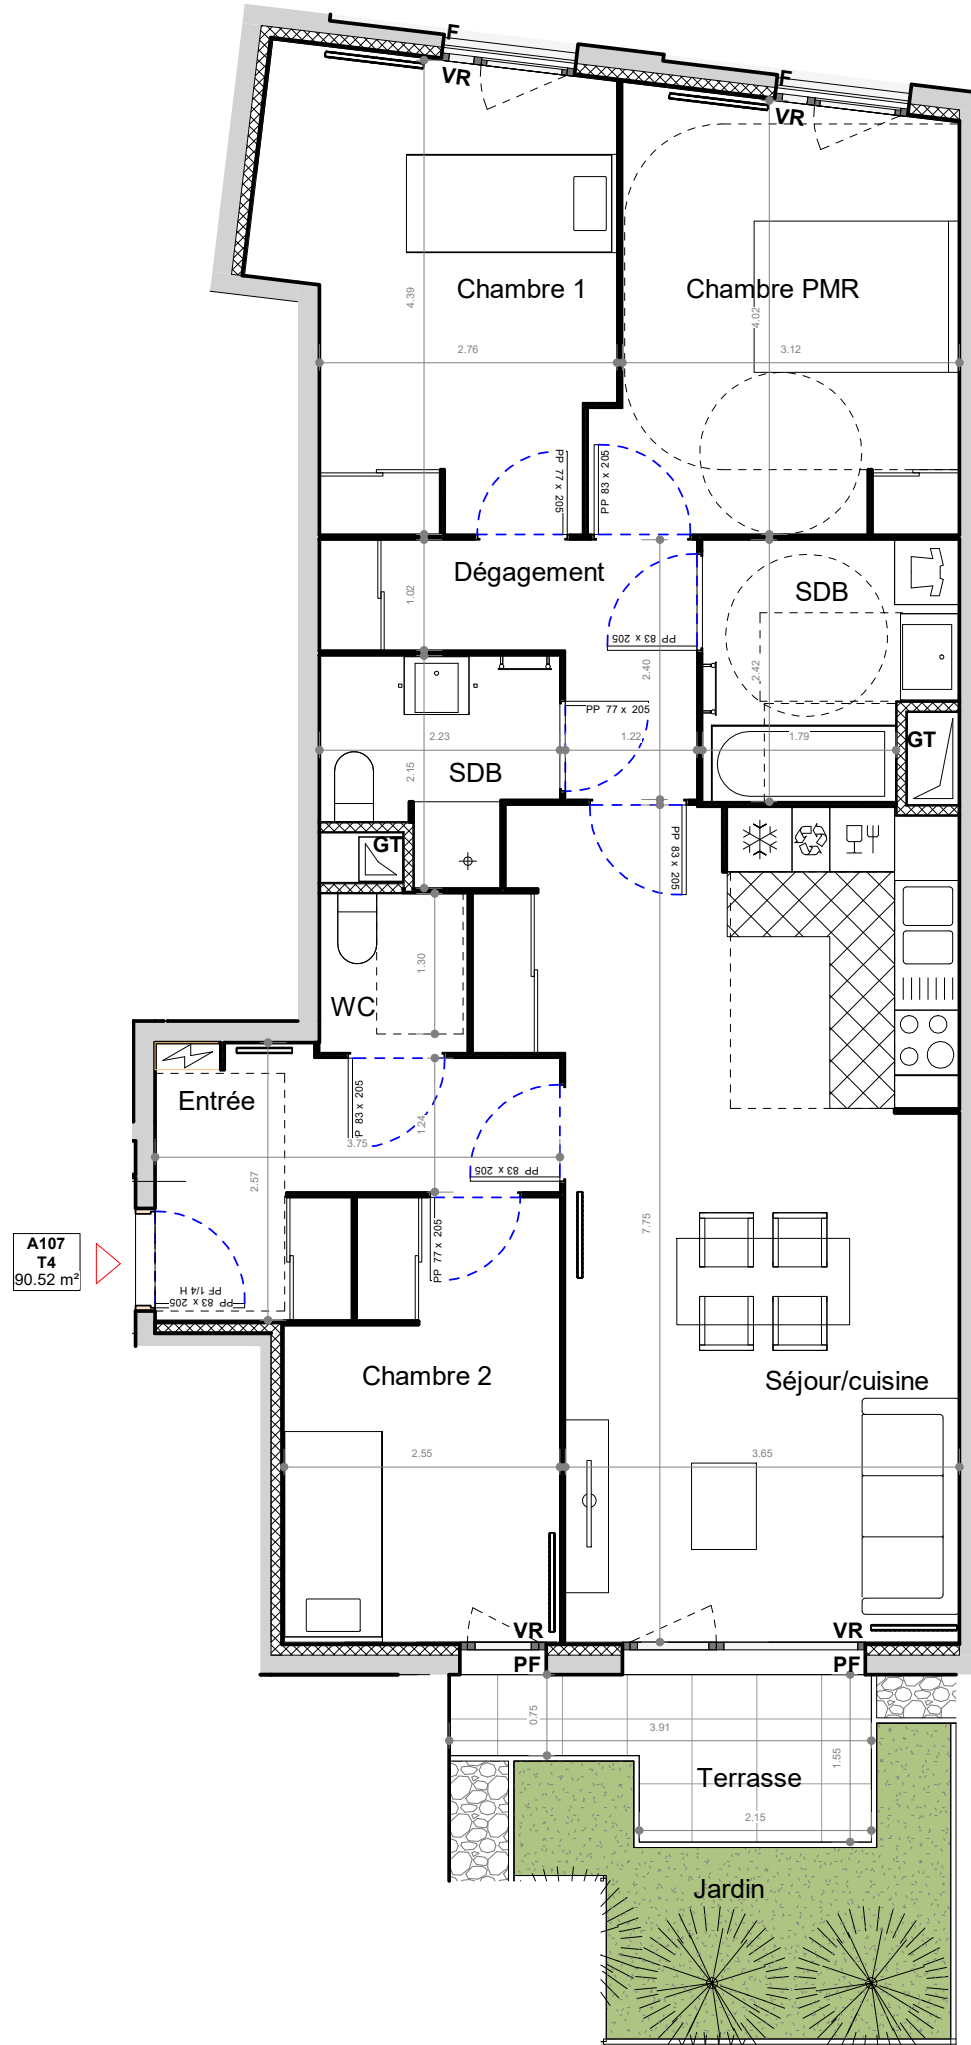 F
VR
F
VR
Chambre 1
Chambre PMR
4.39
4.02
2.76
3.12
PP 77 x 205
PP 83 x 205
Dégagement
SDB
1.02
PP 83 x 205
2.40
2.42
PP 77 x 205
2.23
1.22
1.79
GT
SDB
2.15
GT
PP 83 x 205
1.30
WC
Entrée
P 83 x 205
1.24
3.75
PP 83 x 205
2.57
PP 77 x 205
7.75
A107
T4
90.52 m²
PP 83 x 205
PF 1/4 H
Chambre 2
Séjour/cuisine
2.55
3.65
VR
VR
PF
PF
0.75
3.91
1.55
Terrasse
2.15
Jardin